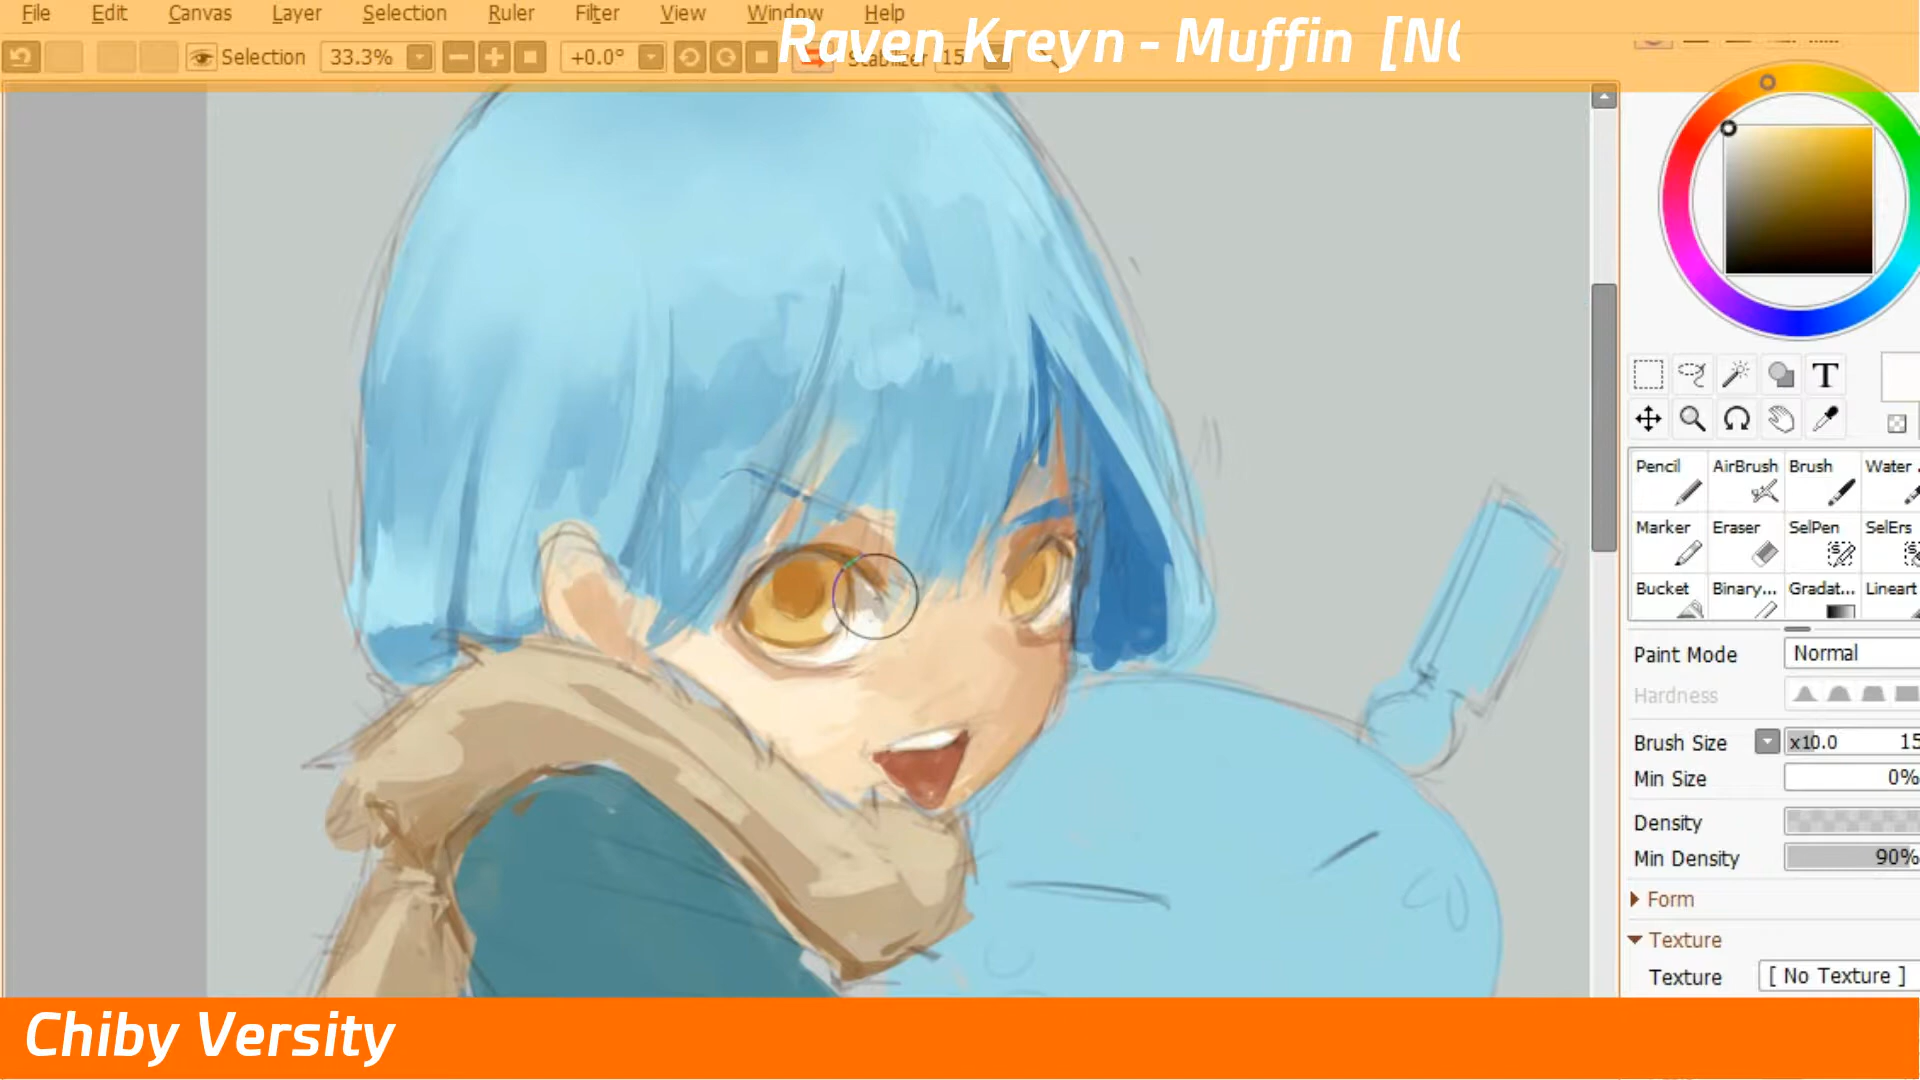 File Edit Canvas Layer Selection Ruler Filter View Window Help
Raven Kreyn - Muffin [NC
Selection 33.3% +0.0° Stabilizer 15
T
Pencil AirBrush Brush Water
Marker Eraser SelPen SelErs
Bucket Binary... Gradat... Lineart
Paint Mode Normal
Hardness
Brush Size x10.0 15
Min Size 0%
Density
Min Density 90%
Form
Texture
Texture [ No Texture ]
Chiby Versity